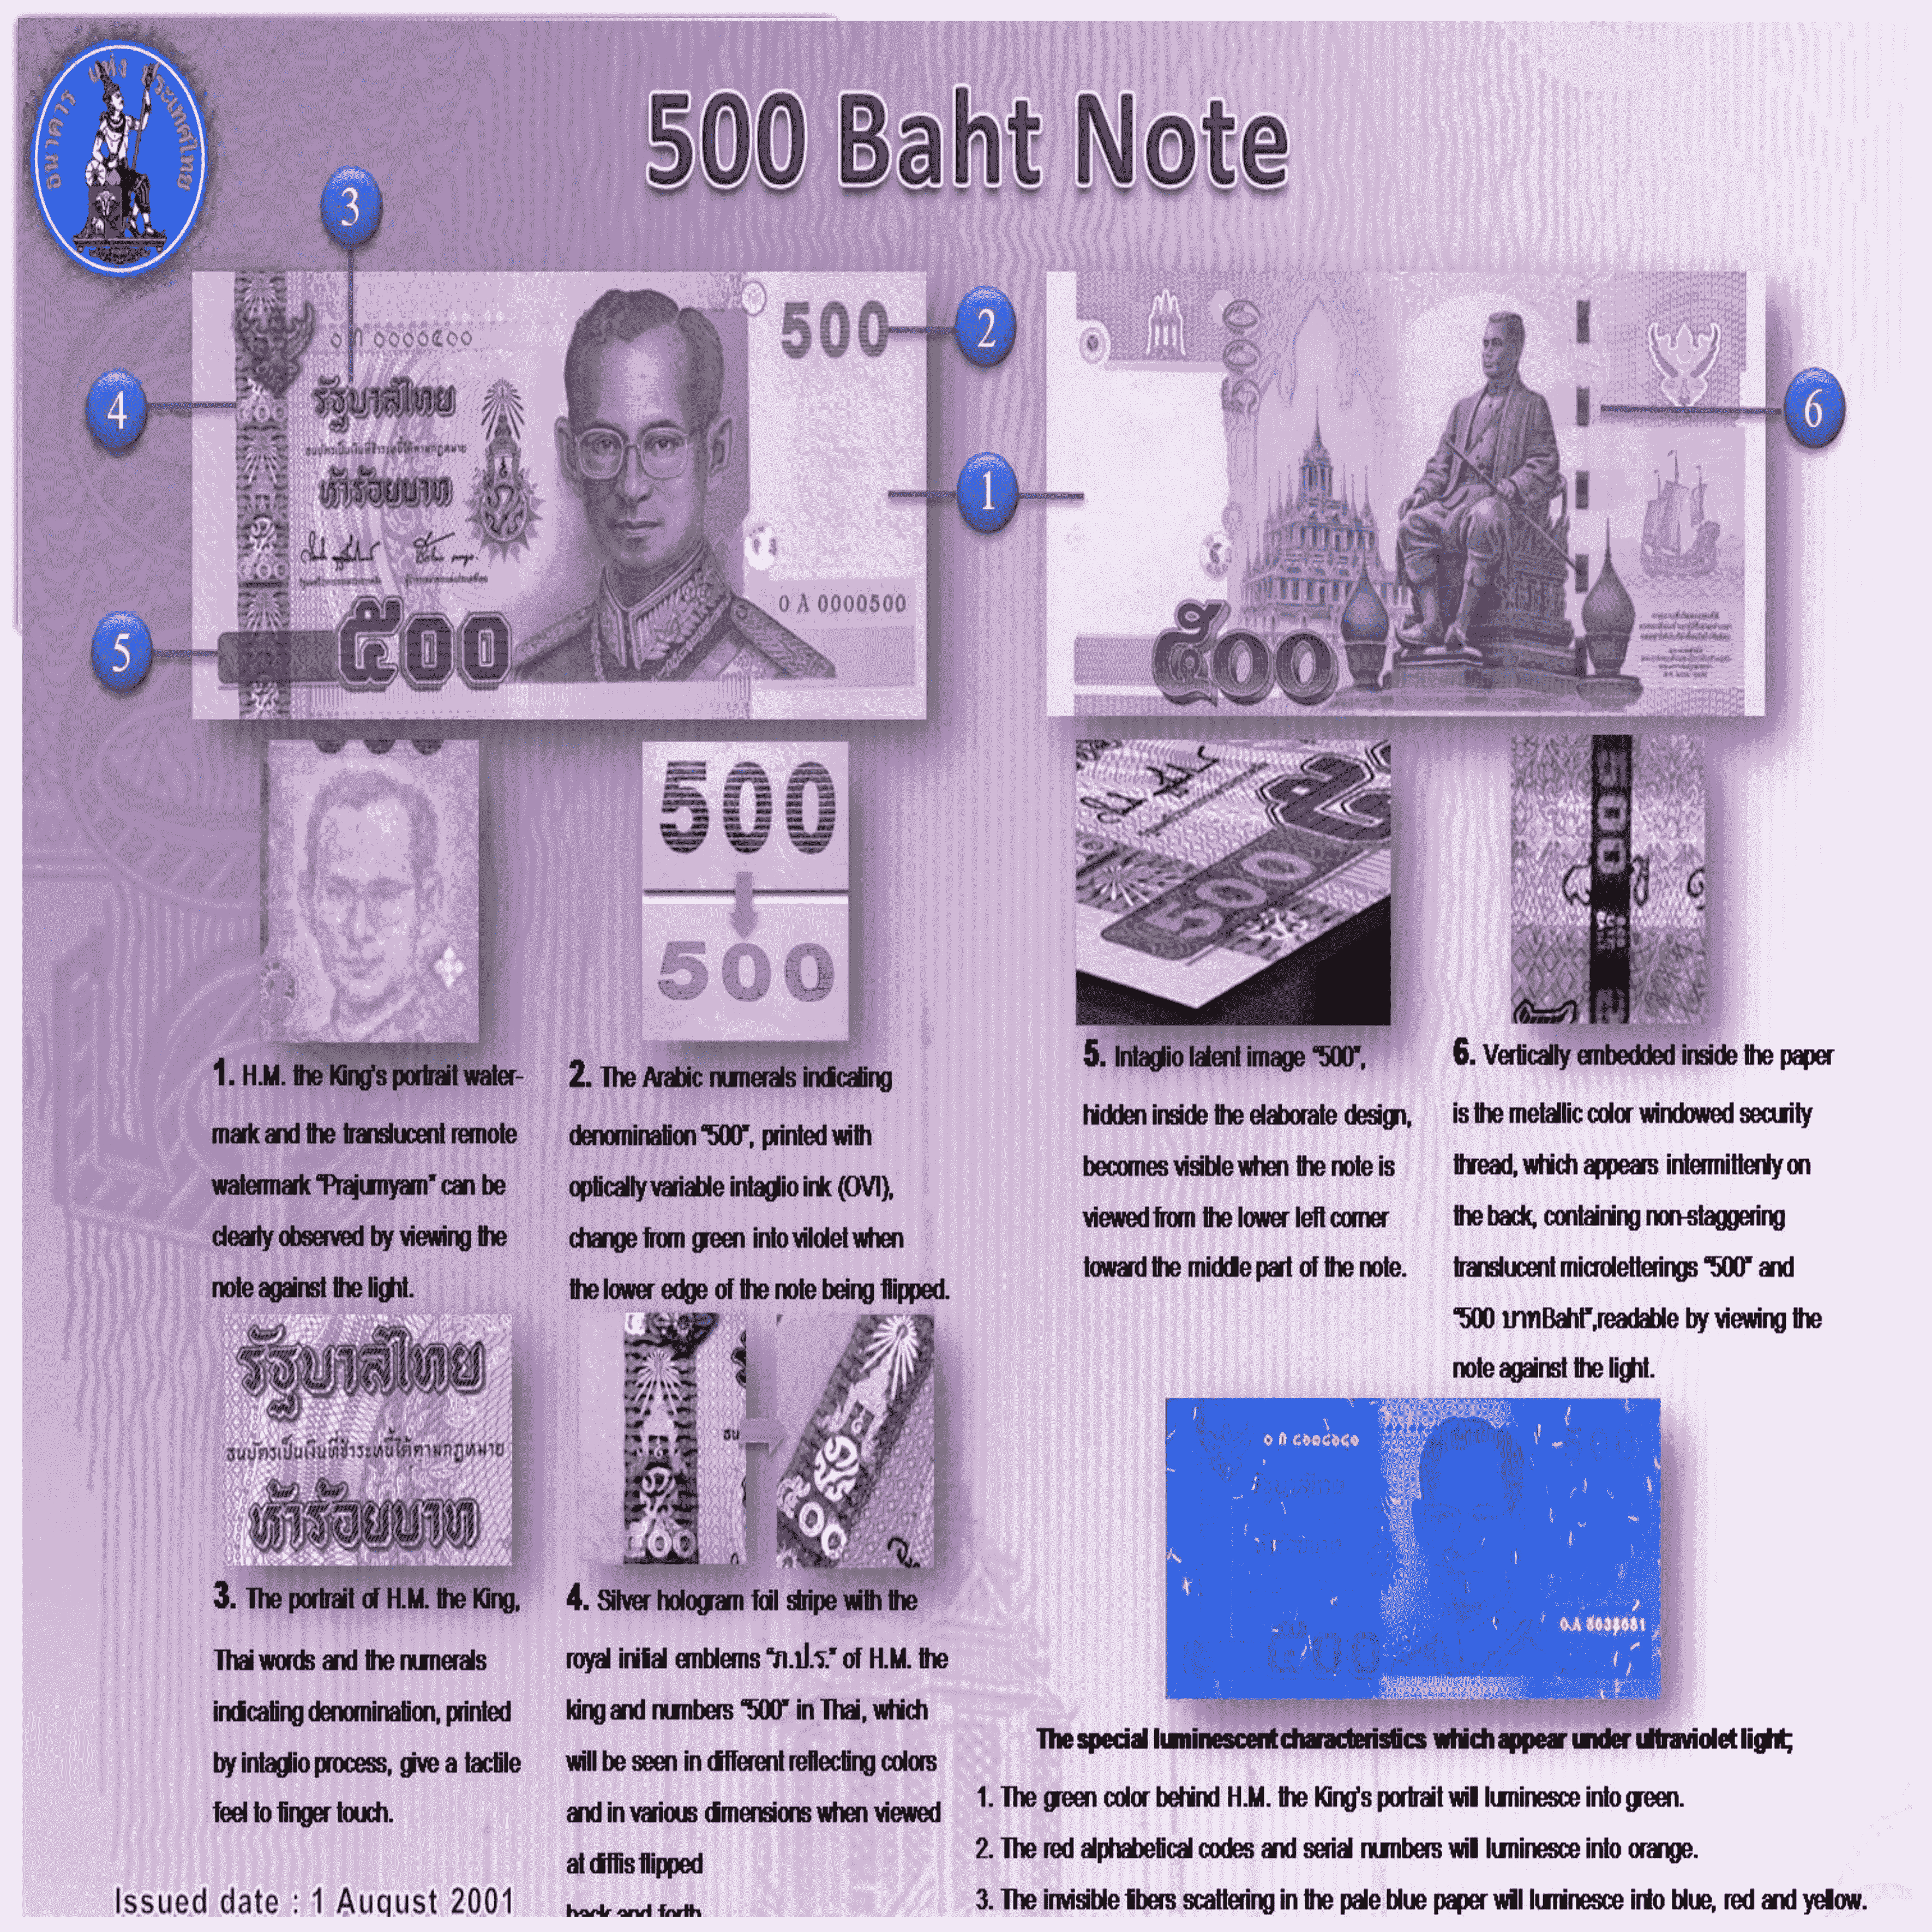 ธนาคาร แห่ง ประเทศไทย
500 Baht Note
3
4
5
2
1
6
0 ก 0000๕00
รัฐบาลไทย
ธนบัตรเป็นเงินที่ชำระหนี้ได้ตามกฎหมาย
ห้าร้อยบาท
500
0 A 0000500
๕๐๐
๕๐๐
500
500
500
500
1. H.M. the King's portrait water-
mark and the translucent remote
watermark "Prajumyam" can be
clearly observed by viewing the
note against the light.
2. The Arabic numerals indicating
denomination "500", printed with
optically variable intaglio ink (OVI),
change from green into vilolet when
the lower edge of the note being flipped.
5. Intaglio latent image "500",
hidden inside the elaborate design,
becomes visible when the note is
viewed from the lower left corner
toward the middle part of the note.
6. Vertically embedded inside the paper
is the metallic color windowed security
thread, which appears intermittenly on
the back, containing non-staggering
translucent microletterings "500" and
"500 บาทBaht",readable by viewing the
note against the light.
รัฐบาลไทย
ธนบัตรเป็นเงินที่ชำระหนี้ได้ตามกฎหมาย
ห้าร้อยบาท
3. The portrait of H.M. the King,
Thai words and the numerals
indicating denomination, printed
by intaglio process, give a tactile
feel to finger touch.
4. Silver hologram foil stripe with the
royal initial emblems "ภ.ป.ร." of H.M. the
king and numbers "500" in Thai, which
will be seen in different reflecting colors
and in various dimensions when viewed
at diffis flipped
back and forth
๕๐๐
The special luminescent characteristics which appear under ultraviolet light;
1. The green color behind H.M. the King's portrait will luminesce into green.
2. The red alphabetical codes and serial numbers will luminesce into orange.
3. The invisible fibers scattering in the pale blue paper will luminesce into blue, red and yellow.
Issued date : 1 August 2001